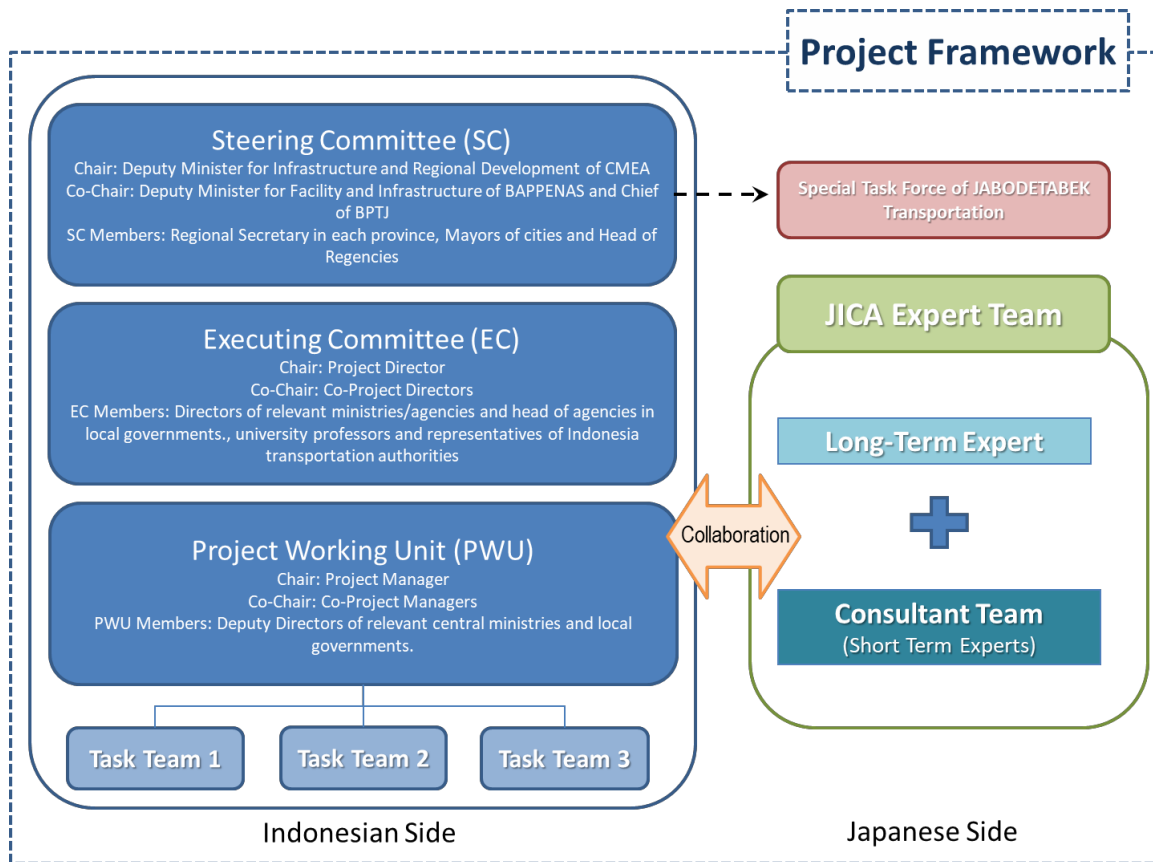 Project Framework
Steering Committee (SC)
Chair: Deputy Minister for Infrastructure and Regional Development of CMEA
Co-Chair: Deputy Minister for Facility and Infrastructure of BAPPENAS and Chief
of BPTJ
SC Members: Regional Secretary in each province, Mayors of cities and Head of
Regencies
Special Task Force of JABODETABEK
Transportation
Executing Committee (EC)
Chair: Project Director
Co-Chair: Co-Project Directors
EC Members: Directors of relevant ministries/agencies and head of agencies in
local governments., university professors and representatives of Indonesia
transportation authorities
JICA Expert Team
Long-Term Expert
Collaboration
Project Working Unit (PWU)
Chair: Project Manager
Co-Chair: Co-Project Managers
PWU Members: Deputy Directors of relevant central ministries and local
governments.
Consultant Team
(Short Term Experts)
Task Team 1
Task Team 2
Task Team 3
Indonesian Side
Japanese Side